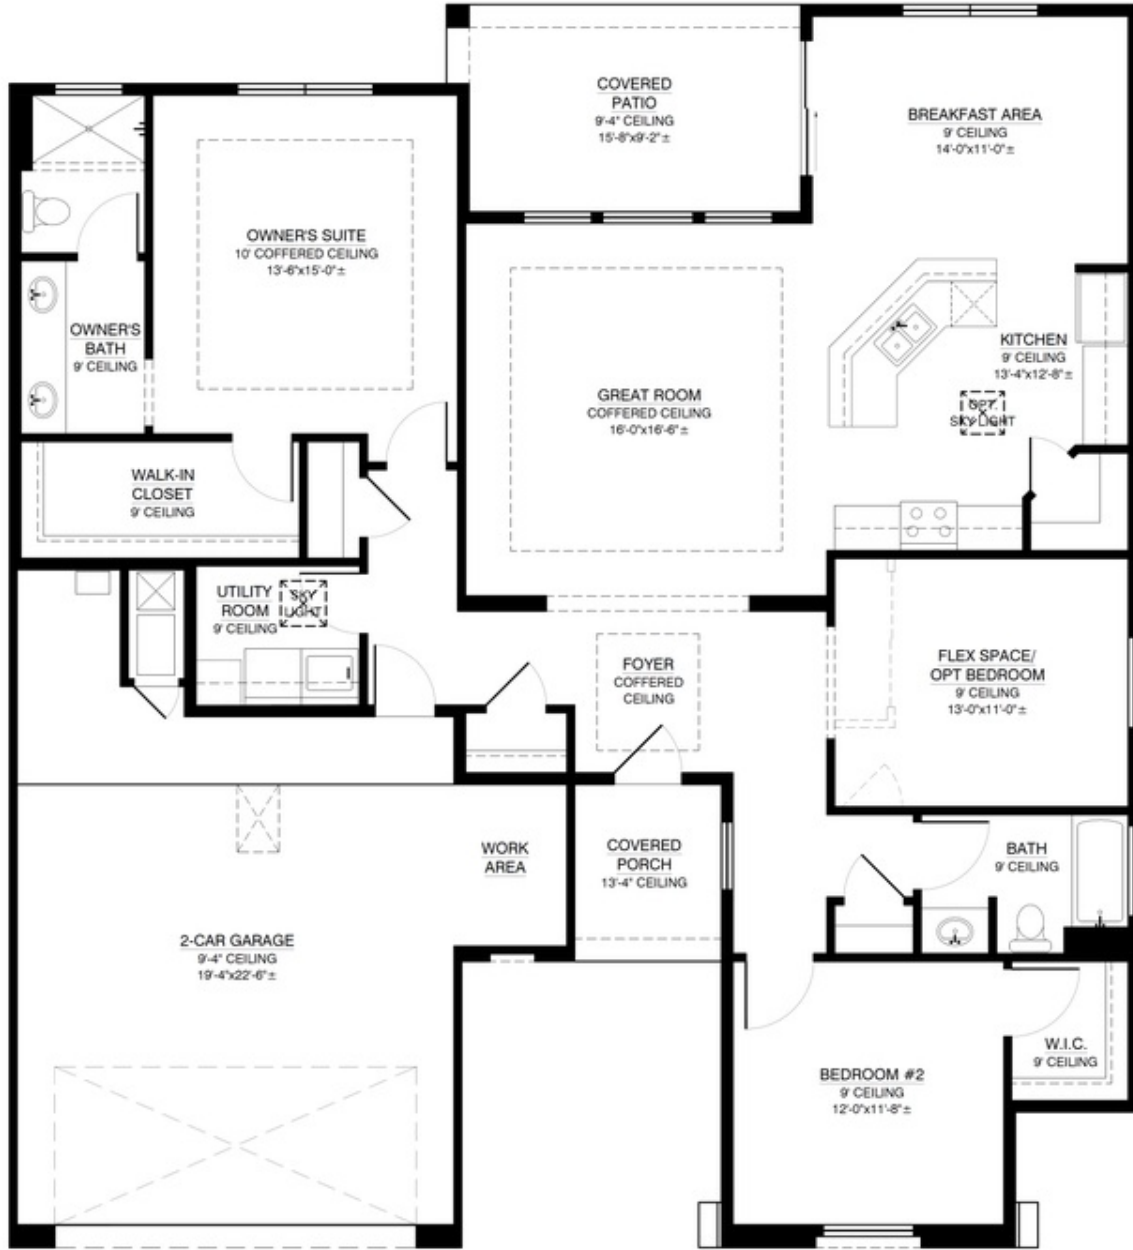 COVERED
PATIO
9'-4" CEILING
15'-8"x9'-2"±
BREAKFAST AREA
9' CEILING
14'-0"x11'-0"±
OWNER'S SUITE
10' COFFERED CEILING
13'-6"x15'-0"±
OWNER'S
BATH
9' CEILING
GREAT ROOM
COFFERED CEILING
16'-0"x16'-6"±
KITCHEN
9' CEILING
13'-4"x12'-8"±
OPT.
SKY LIGHT
WALK-IN
CLOSET
9' CEILING
UTILITY
ROOM
9' CEILING
SKY
LIGHT
FOYER
COFFERED
CEILING
FLEX SPACE/
OPT BEDROOM
9' CEILING
13'-0"x11'-0"±
WORK
AREA
COVERED
PORCH
13'-4" CEILING
BATH
9' CEILING
2-CAR GARAGE
9'-4" CEILING
19'-4"x22'-6"±
BEDROOM #2
9' CEILING
12'-0"x11'-8"±
W.I.C.
9' CEILING